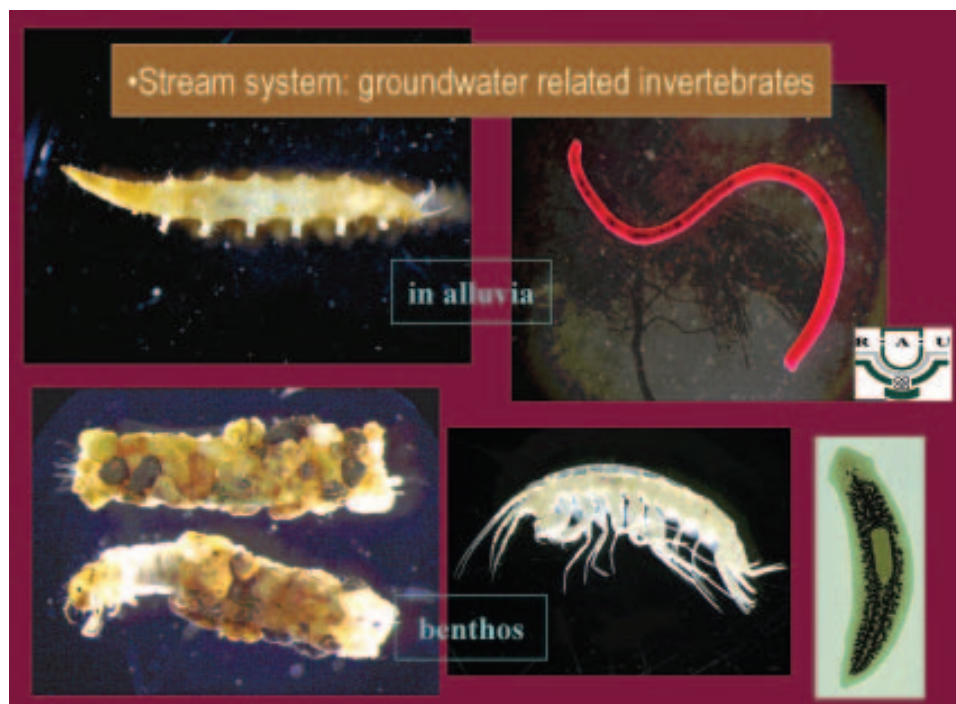 •Stream system: groundwater related invertebrates
in alluvia
R A U
benthos